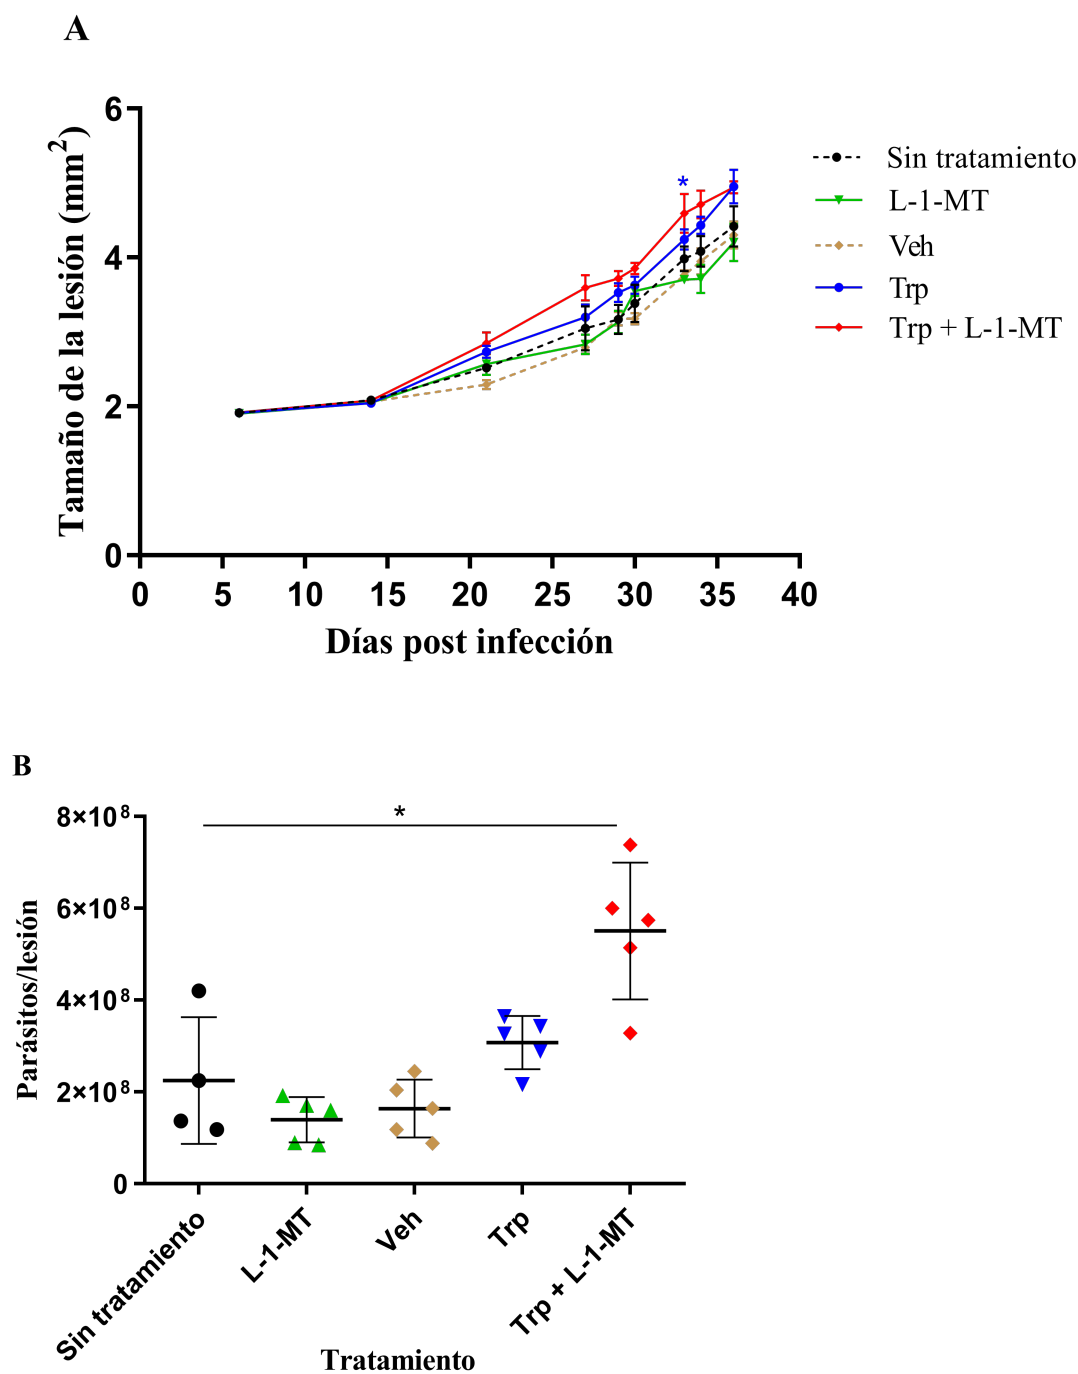 A
Tamaño de la lesión (mm²)
6
4
2
0
*
0 5 10 15 20 25 30 35 40
Días post infección
Sin tratamiento
L-1-MT
Veh
Trp
Trp + L-1-MT
B
Parásitos/lesión
8×10⁸
6×10⁸
4×10⁸
2×10⁸
0
*
Sin tratamiento
L-1-MT
Veh
Trp
Trp + L-1-MT
Tratamiento